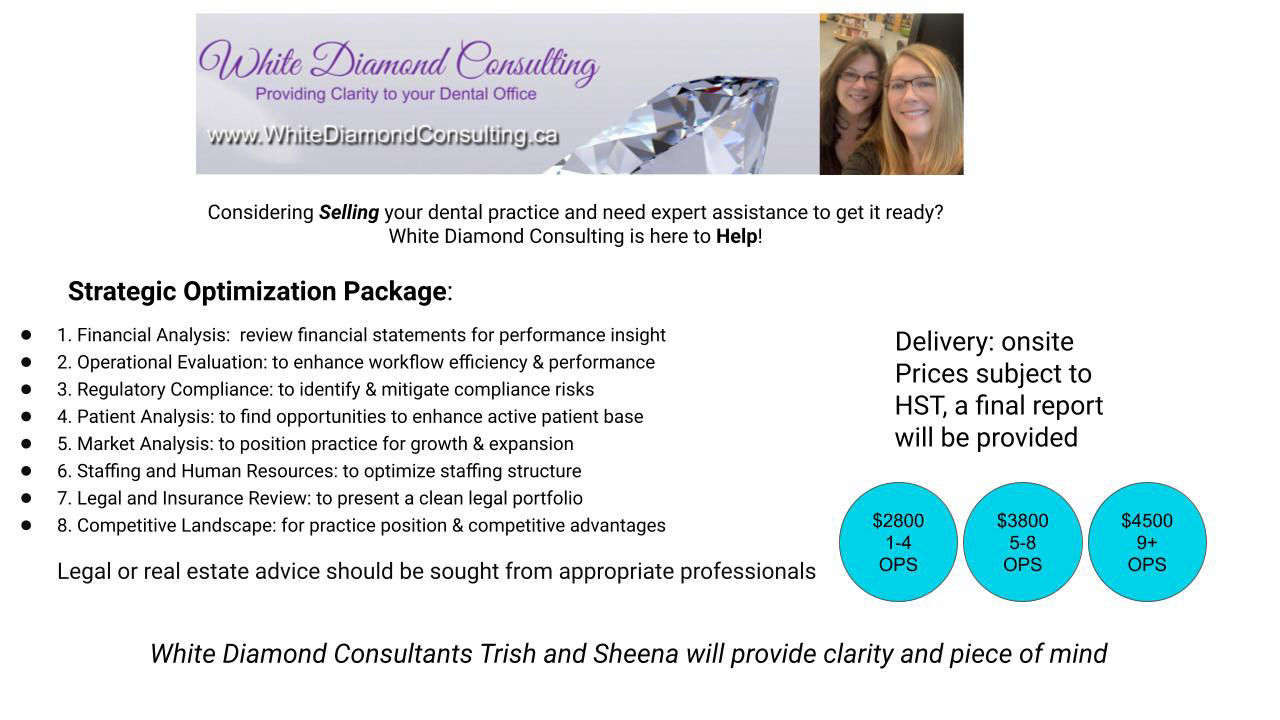 White Diamond Consulting
Providing Clarity to your Dental Office
www.WhiteDiamondConsulting.ca
Considering Selling your dental practice and need expert assistance to get it ready?
White Diamond Consulting is here to Help!
Strategic Optimization Package:
● 1. Financial Analysis:  review financial statements for performance insight
● 2. Operational Evaluation: to enhance workflow efficiency & performance
● 3. Regulatory Compliance: to identify & mitigate compliance risks
● 4. Patient Analysis: to find opportunities to enhance active patient base
● 5. Market Analysis: to position practice for growth & expansion
● 6. Staffing and Human Resources: to optimize staffing structure
● 7. Legal and Insurance Review: to present a clean legal portfolio
● 8. Competitive Landscape: for practice position & competitive advantages
Legal or real estate advice should be sought from appropriate professionals
Delivery: onsite
Prices subject to
HST, a final report
will be provided
$2800
1-4
OPS
$3800
5-8
OPS
$4500
9+
OPS
White Diamond Consultants Trish and Sheena will provide clarity and piece of mind